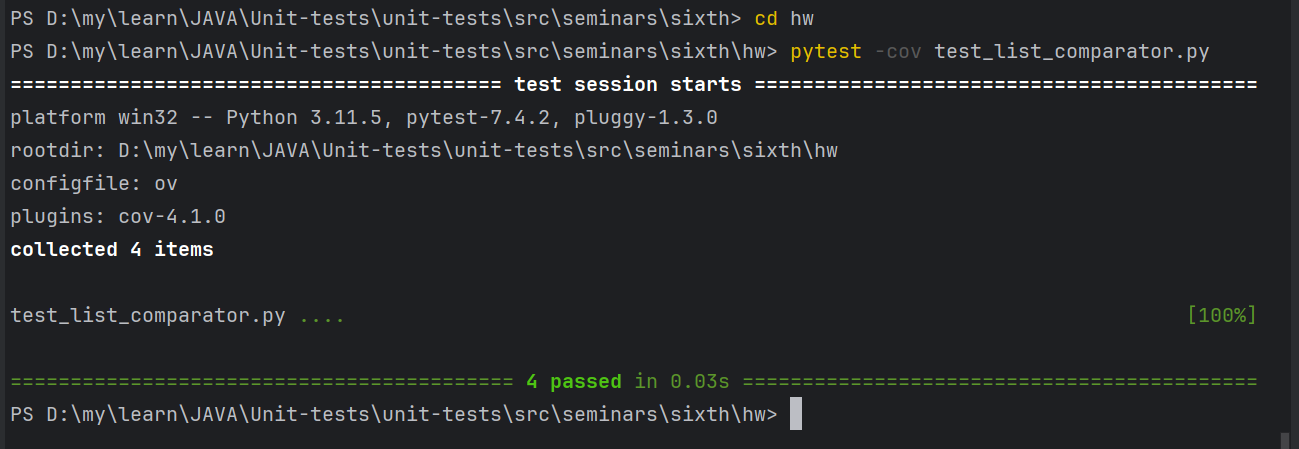 PS D:\my\learn\JAVA\Unit-tests\unit-tests\src\seminars\sixth> cd hw
PS D:\my\learn\JAVA\Unit-tests\unit-tests\src\seminars\sixth\hw> pytest -cov test_list_comparator.py
========================================= test session starts ==========================================
platform win32 -- Python 3.11.5, pytest-7.4.2, pluggy-1.3.0
rootdir: D:\my\learn\JAVA\Unit-tests\unit-tests\src\seminars\sixth\hw
configfile: ov
plugins: cov-4.1.0
collected 4 items
test_list_comparator.py .... [100%]
========================================== 4 passed in 0.03s ===========================================
PS D:\my\learn\JAVA\Unit-tests\unit-tests\src\seminars\sixth\hw>